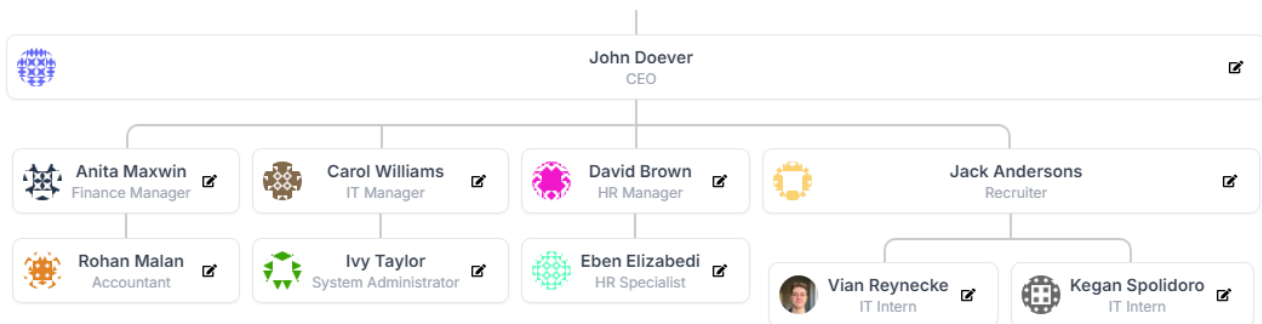 John Doever
CEO
Anita Maxwin
Finance Manager
Carol Williams
IT Manager
David Brown
HR Manager
Jack Andersons
Recruiter
Rohan Malan
Accountant
Ivy Taylor
System Administrator
Eben Elizabedi
HR Specialist
Vian Reynecke
IT Intern
Kegan Spolidoro
IT Intern